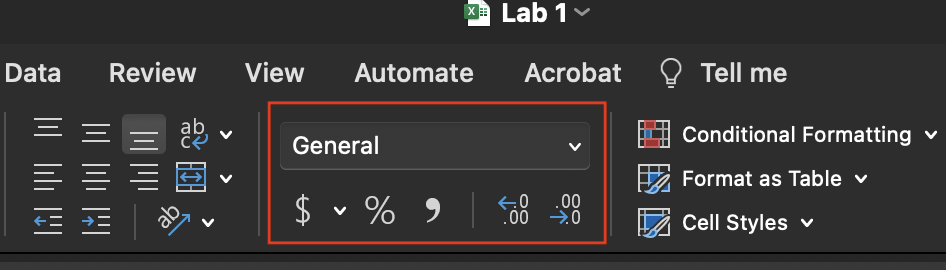 Lab 1
Data Review View Automate Acrobat Tell me
ab
c
General
Conditional Formatting
Format as Table
ab
$ % , .0
.00 .00
.0
Cell Styles